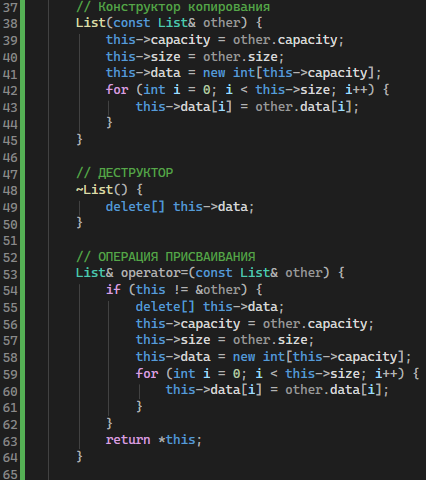 37 // Конструктор копирования
38 List(const List& other) {
39 this->capacity = other.capacity;
40 this->size = other.size;
41 this->data = new int[this->capacity];
42 for (int i = 0; i < this->size; i++) {
43 this->data[i] = other.data[i];
44 }
45 }
46
47 // ДЕСТРУКТОР
48 ~List() {
49 delete[] this->data;
50 }
51
52 // ОПЕРАЦИЯ ПРИСВАИВАНИЯ
53 List& operator=(const List& other) {
54 if (this != &other) {
55 delete[] this->data;
56 this->capacity = other.capacity;
57 this->size = other.size;
58 this->data = new int[this->capacity];
59 for (int i = 0; i < this->size; i++) {
60 this->data[i] = other.data[i];
61 }
62 }
63 return *this;
64 }
65